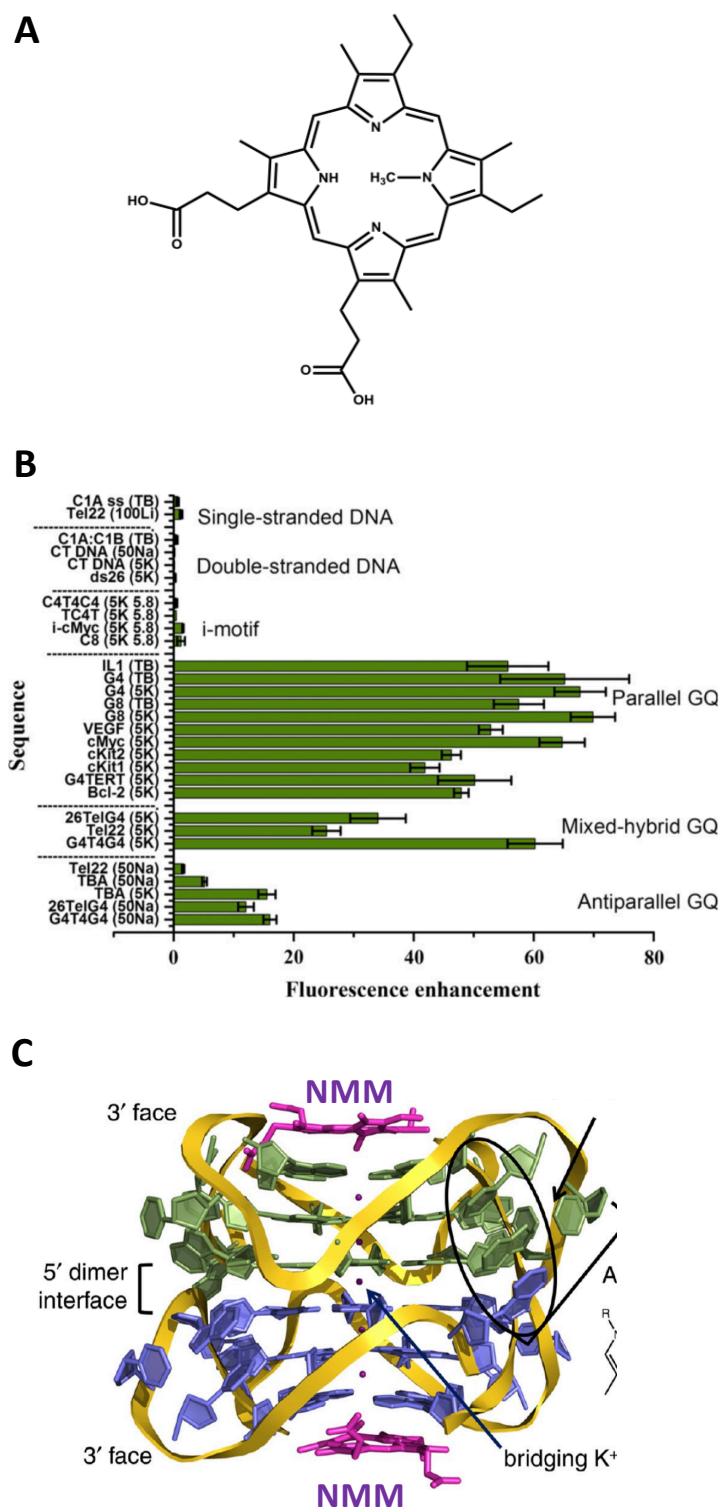 A
N
NH
H₃C
N
N
HO
O
O
OH
B
C1A ss (TB)
Tel22 (100Li)
Single-stranded DNA
C1A:C1B (TB)
CT DNA (50Na)
CT DNA (5K)
ds26 (5K)
Double-stranded DNA
C4T4C4 (5K 5.8)
TC4T (5K 5.8)
i-cMyc (5K 5.8)
C8 (5K 5.8)
i-motif
IL1 (TB)
G4 (TB)
G4 (5K)
G8 (TB)
G8 (5K)
VEGF (5K)
cMyc (5K)
cKit2 (5K)
cKit1 (5K)
G4TERT (5K)
Bcl-2 (5K)
Parallel GQ
26TelG4 (5K)
Tel22 (5K)
G4T4G4 (5K)
Mixed-hybrid GQ
Tel22 (50Na)
TBA (50Na)
TBA (5K)
26TelG4 (50Na)
G4T4G4 (50Na)
Antiparallel GQ
Sequence
0 20 40 60 80
Fluorescence enhancement
C
NMM
3′ face
5′ dimer
interface
A
R
3′ face
bridging K⁺
NMM